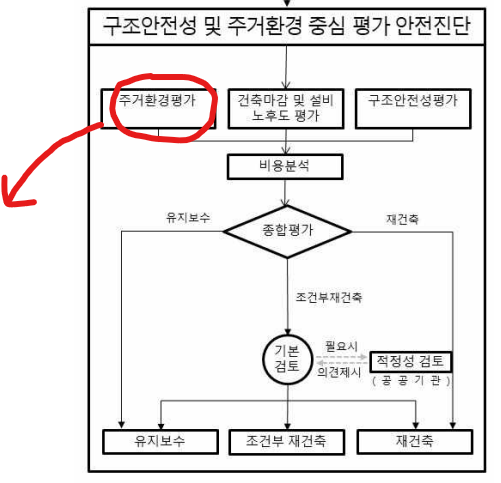 구조안전성 및 주거환경 중심 평가 안전진단
주거환경평가
건축마감 및 설비
노후도 평가
구조안전성평가
비용분석
유지보수
종합평가
재건축
조건부재건축
기본
검토
필요시
의견제시
적정성 검토
( 공 공 기 관 )
유지보수
조건부 재건축
재건축